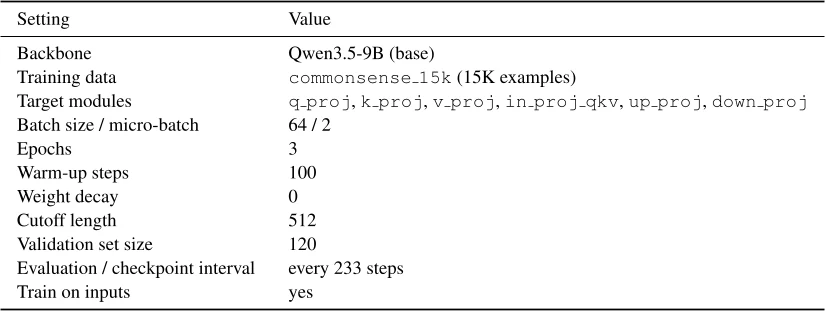 Setting Value
Backbone Qwen3.5-9B (base)
Training data commonsense_15k (15K examples)
Target modules q_proj, k_proj, v_proj, in_proj_qkv, up_proj, down_proj
Batch size / micro-batch 64 / 2
Epochs 3
Warm-up steps 100
Weight decay 0
Cutoff length 512
Validation set size 120
Evaluation / checkpoint interval every 233 steps
Train on inputs yes